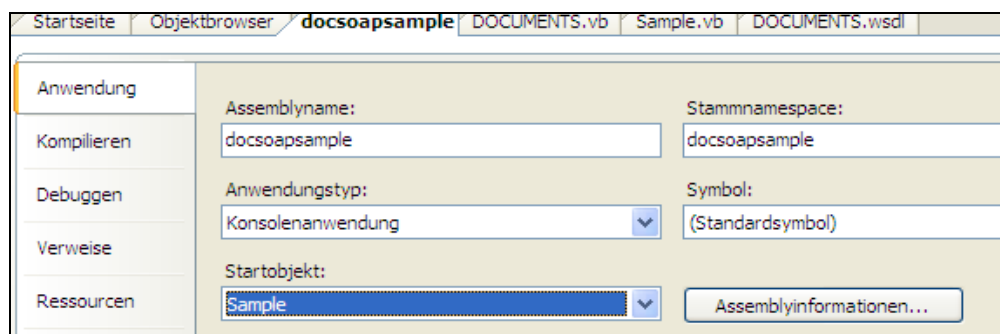 Startseite Objektbrowser docsoapsample DOCUMENTS.vb Sample.vb DOCUMENTS.wsdl
Anwendung
Kompilieren
Debuggen
Verweise
Ressourcen
Assemblyname: Stammnamespace:
docsoapsample docsoapsample
Anwendungstyp: Symbol:
Konsolenanwendung (Standardsymbol)
Startobjekt:
Sample Assemblyinformationen...